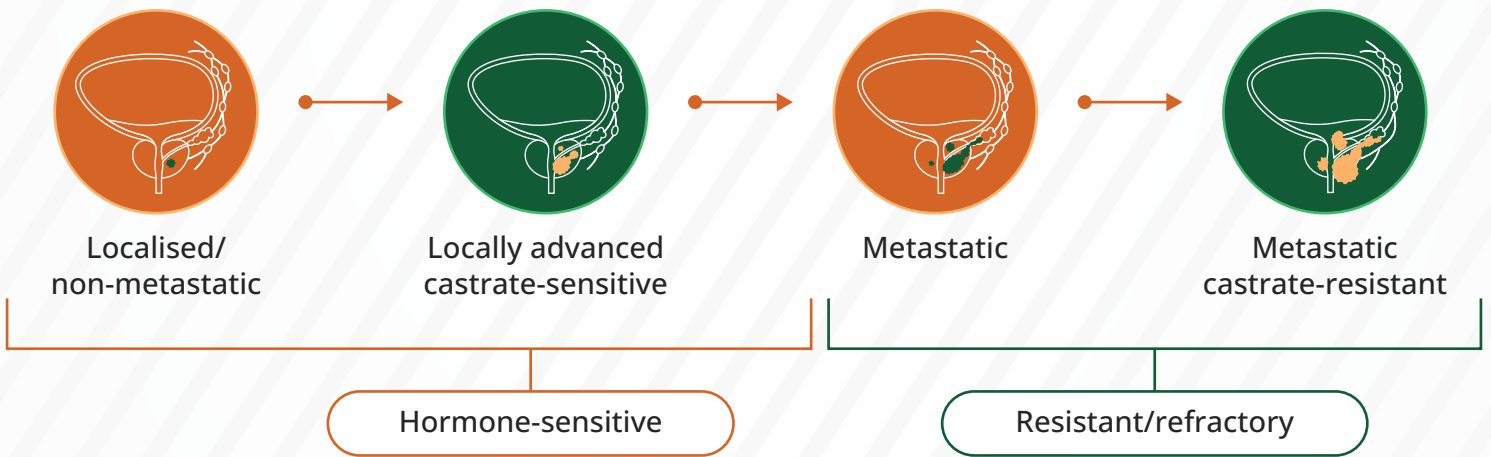 Localised/
non-metastatic
Locally advanced
castrate-sensitive
Metastatic
Metastatic
castrate-resistant
Hormone-sensitive
Resistant/refractory